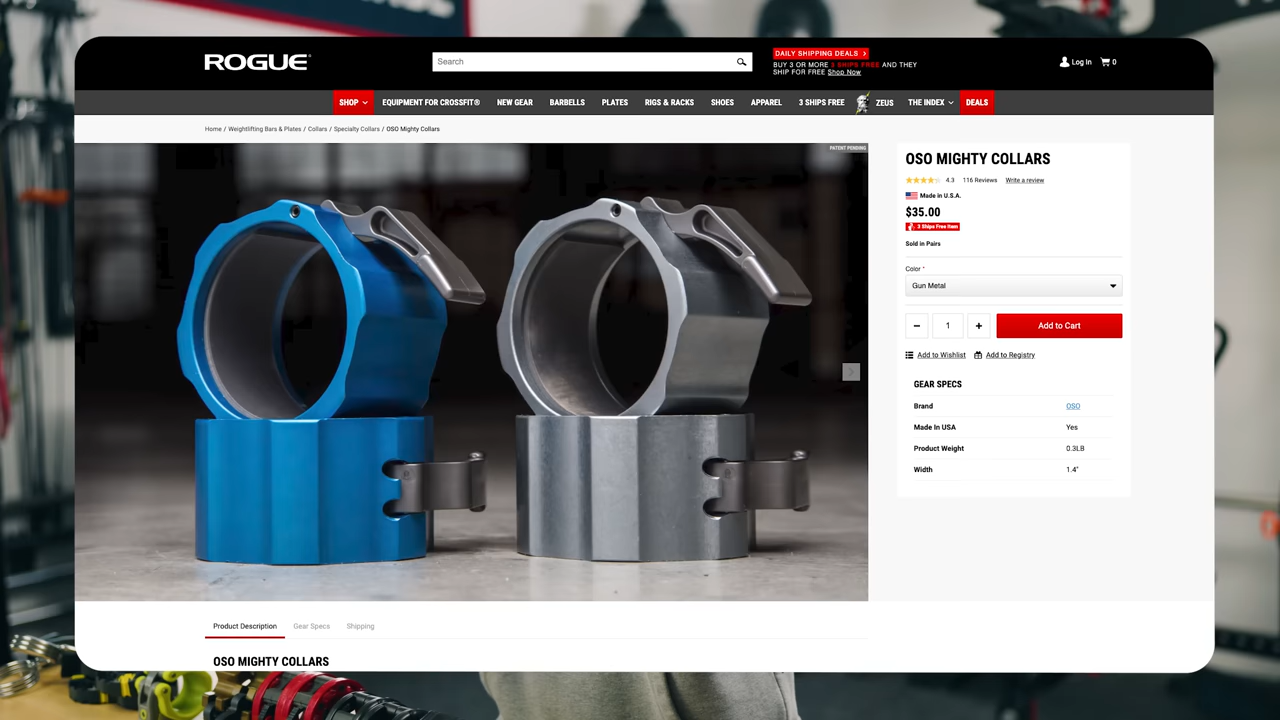 ROGUE
Search
DAILY SHIPPING DEALS >
BUY 3 OR MORE 3 SHIPS FREE AND THEY
SHIP FOR FREE Shop Now
Log in
0
SHOP
EQUIPMENT FOR CROSSFIT®
NEW GEAR
BARBELLS
PLATES
RIGS & RACKS
SHOES
APPAREL
3 SHIPS FREE
ZEUS
THE INDEX
DEALS
Home / Weightlifting Bars & Plates / Collars / Specialty Collars / OSO Mighty Collars
PATENT PENDING
OSO MIGHTY COLLARS
4.3 116 Reviews Write a review
Made in U.S.A.
$35.00
3 Ships Free Item
Sold in Pairs
Color *
Gun Metal
− 1 + Add to Cart
Add to Wishlist Add to Registry
GEAR SPECS
Brand OSO
Made In USA Yes
Product Weight 0.3LB
Width 1.4"
Product Description Gear Specs Shipping
OSO MIGHTY COLLARS